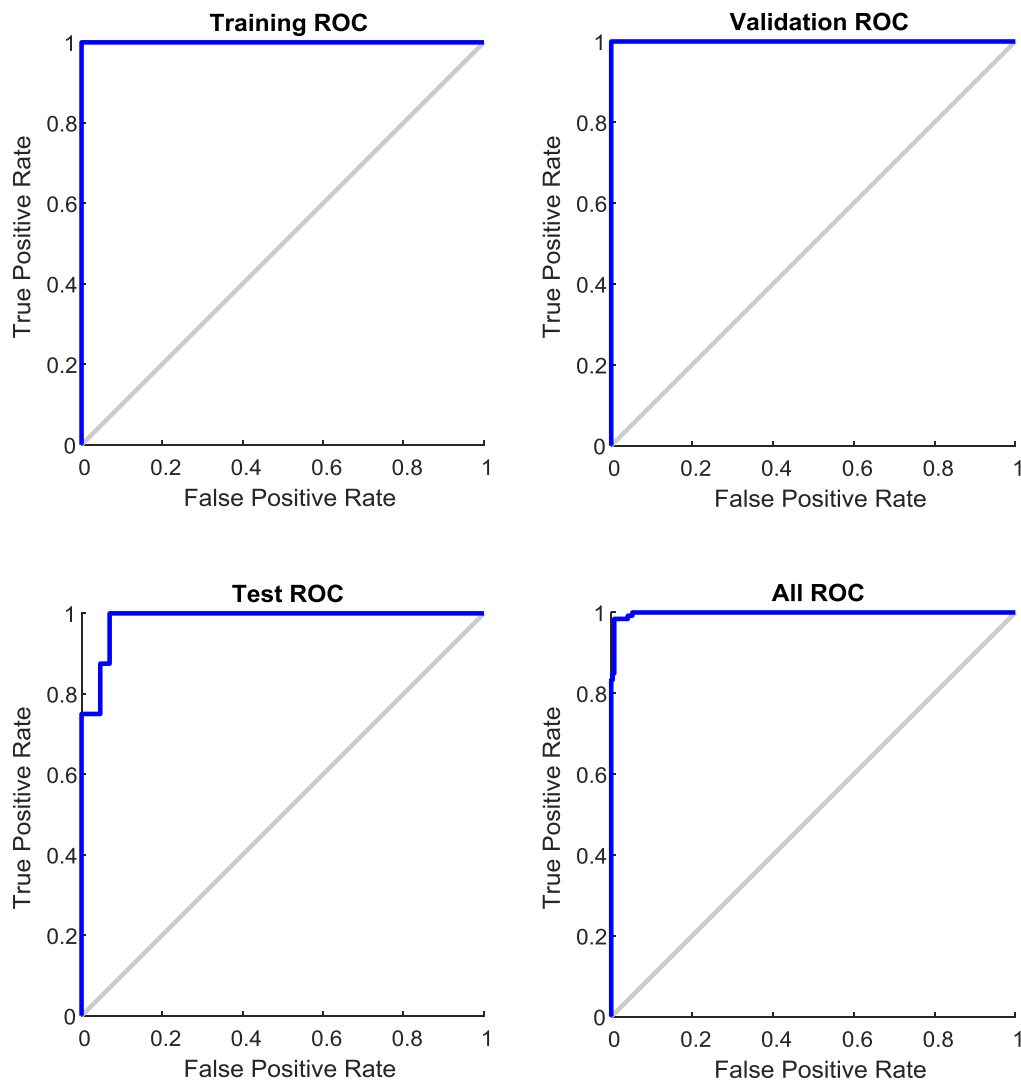 Training ROC
1
0.8
0.6
0.4
0.2
0
True Positive Rate
0 0.2 0.4 0.6 0.8 1
False Positive Rate
Validation ROC
1
0.8
0.6
0.4
0.2
0
True Positive Rate
0 0.2 0.4 0.6 0.8 1
False Positive Rate
Test ROC
1
0.8
0.6
0.4
0.2
0
True Positive Rate
0 0.2 0.4 0.6 0.8 1
False Positive Rate
All ROC
1
0.8
0.6
0.4
0.2
0
True Positive Rate
0 0.2 0.4 0.6 0.8 1
False Positive Rate